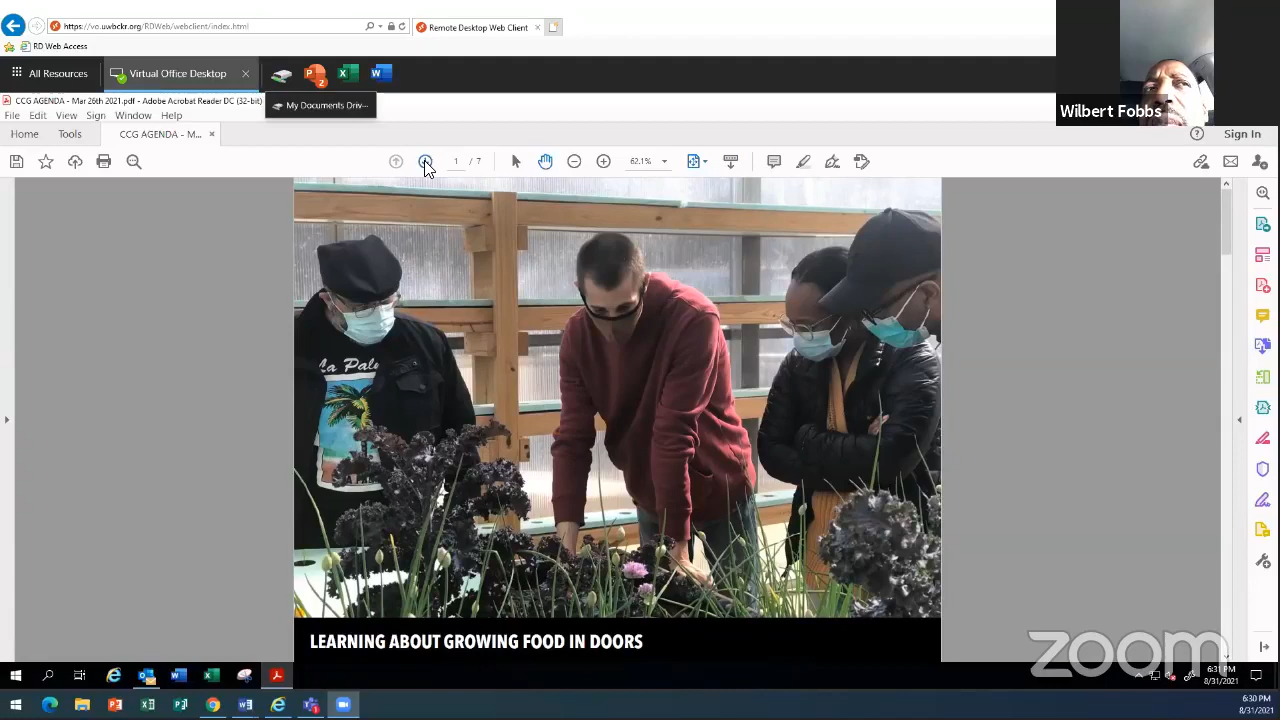 https://vo.uwbckr.org/RDWeb/webclient/index.html
Remote Desktop Web Client
RD Web Access
All Resources
Virtual Office Desktop
2
CCG AGENDA - Mar 26th 2021.pdf - Adobe Acrobat Reader DC (32-bit)
My Documents Driv...
File Edit View Sign Window Help
Wilbert Fobbs
Home Tools CCG AGENDA - M...
Sign In
1 / 7
62.1%
La Pal
LEARNING ABOUT GROWING FOOD IN DOORS
zoom
6:31 PM
8/31/2021
6:30 PM
8/31/2021